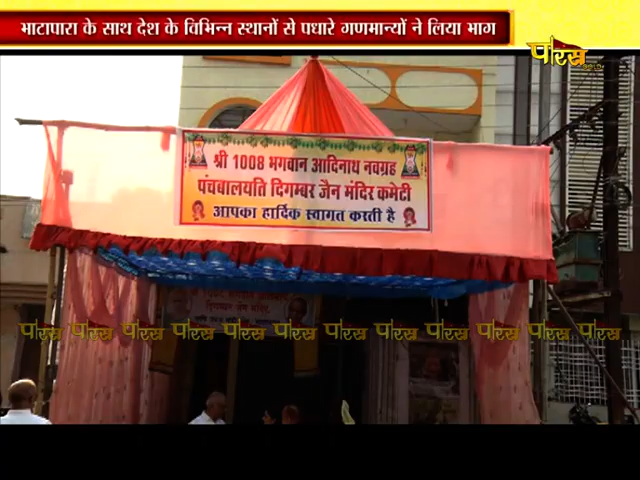 भाटापारा के साथ देश के विभिन्न स्थानों से पधारे गणमान्यों ने लिया भाग
पारस
श्री 1008 भगवान आदिनाथ नवग्रह
पंचबालयति दिगम्बर जैन मंदिर कमेटी
आपका हार्दिक स्वागत करती है
पारस पारस पारस पारस पारस पारस पारस पारस पारस पारस पारस पारस